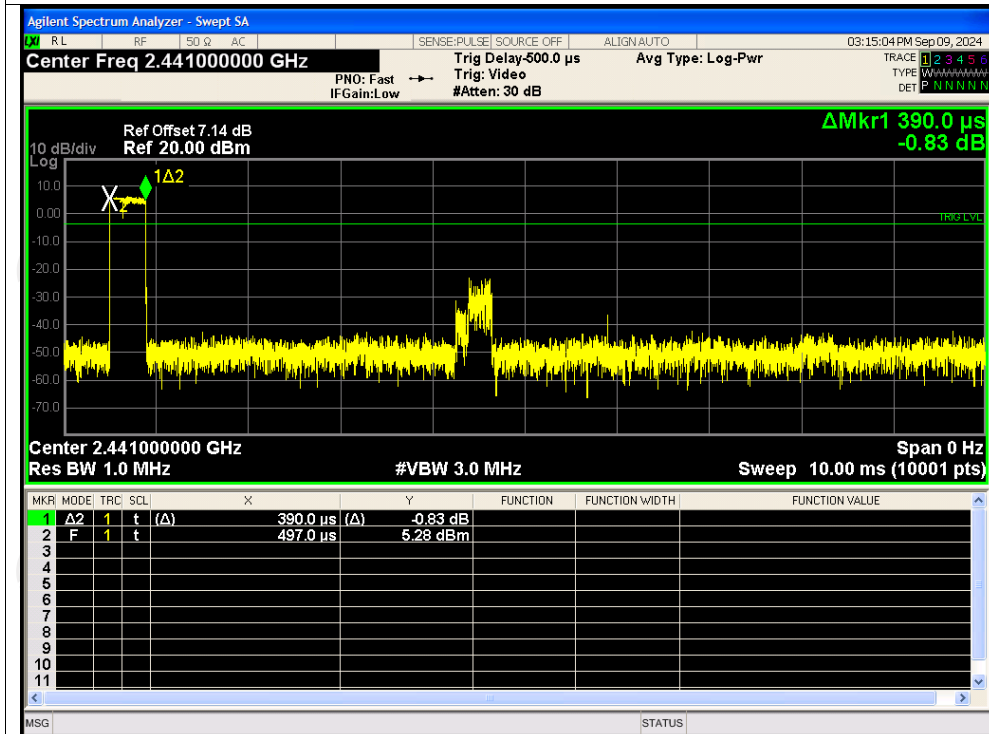 Agilent Spectrum Analyzer - Swept SA
LXI RL RF 50 Ω AC SENSE:PULSE SOURCE OFF ALIGN AUTO 03:15:04 PM Sep 09, 2024
Center Freq 2.441000000 GHz Trig Delay-500.0 µs Avg Type: Log-Pwr TRACE 1 2 3 4 5 6
PNO: Fast Trig: Video TYPE WWWWWW
IFGain:Low #Atten: 30 dB DET P N N N N N
ΔMkr1 390.0 µs
Ref Offset 7.14 dB
10 dB/div Ref 20.00 dBm -0.83 dB
Log
1Δ2
10.0
X2
0.00
TRIG LVL
-10.0
-20.0
-30.0
-40.0
-50.0
-60.0
-70.0
Center 2.441000000 GHz Span 0 Hz
Res BW 1.0 MHz #VBW 3.0 MHz Sweep 10.00 ms (10001 pts)
MKR MODE TRC SCL X Y FUNCTION FUNCTION WIDTH FUNCTION VALUE
1 Δ2 1 t (Δ) 390.0 µs (Δ) -0.83 dB
2 F 1 t 497.0 µs 5.28 dBm
3
4
5
6
7
8
9
10
11
MSG STATUS